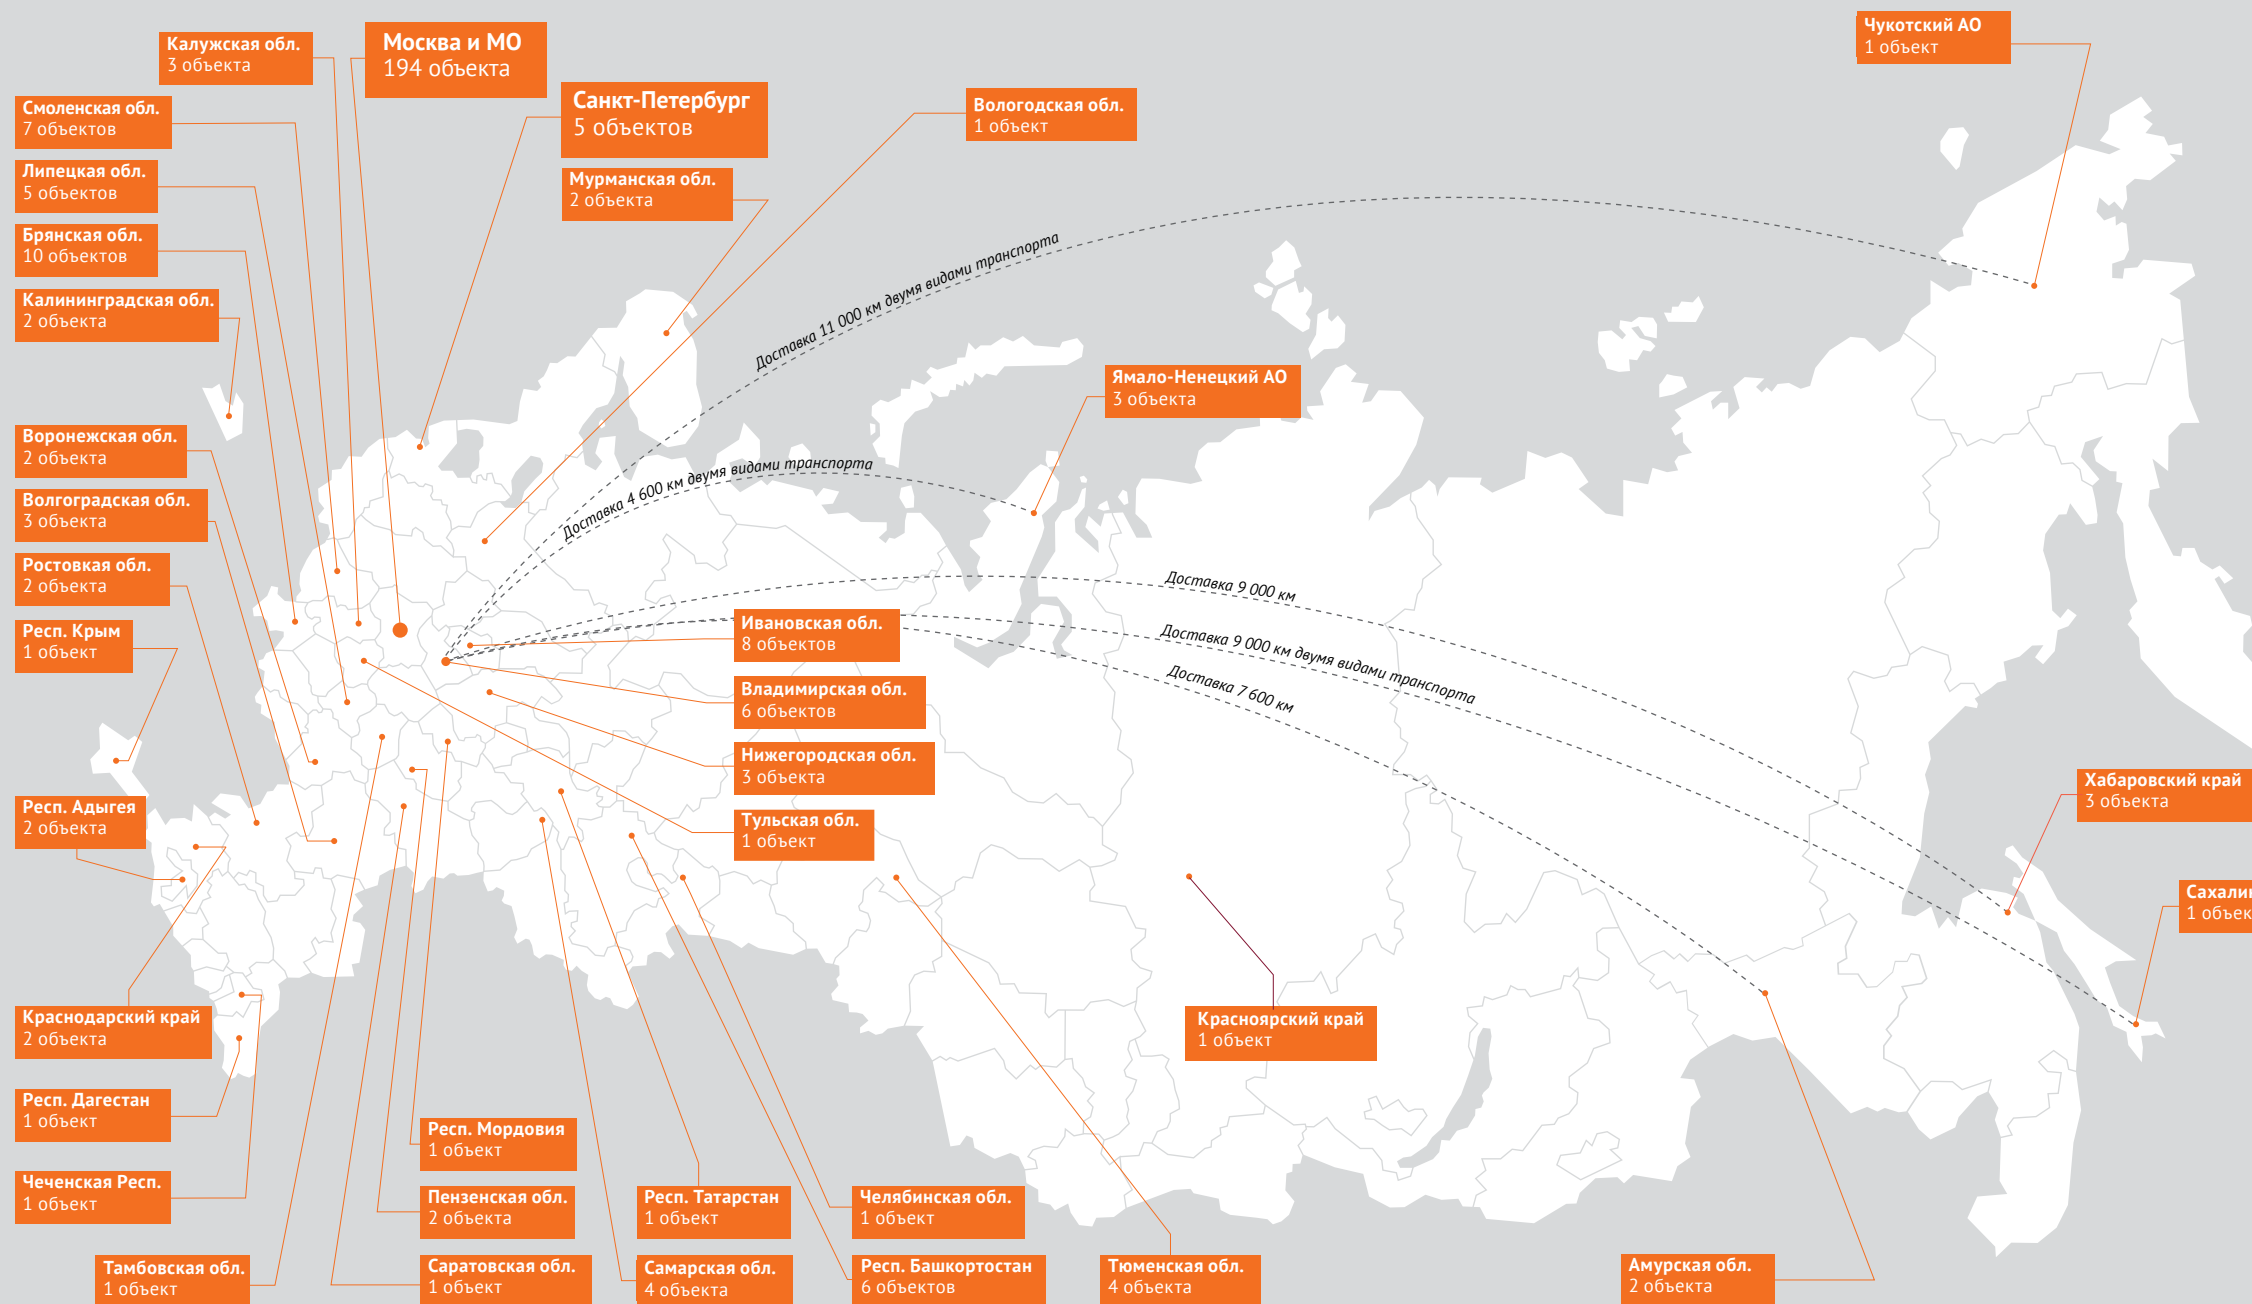 Калужская обл.
3 объекта
Москва и МО
194 объекта
Чукотский АО
1 объект
Смоленская обл.
7 объектов
Санкт-Петербург
5 объектов
Вологодская обл.
1 объект
Липецкая обл.
5 объектов
Мурманская обл.
2 объекта
Брянская обл.
10 объектов
Калининградская обл.
2 объекта
Доставка 11 000 км двумя видами транспорта
Ямало-Ненецкий АО
3 объекта
Воронежская обл.
2 объекта
Доставка 4 600 км двумя видами транспорта
Волгоградская обл.
3 объекта
Ростовкая обл.
2 объекта
Доставка 9 000 км
Респ. Крым
1 объект
Ивановская обл.
8 объектов
Доставка 9 000 км двумя видами транспорта
Владимирская обл.
6 объектов
Доставка 7 600 км
Нижегородская обл.
3 объекта
Хабаровский край
3 объекта
Респ. Адыгея
2 объекта
Тульская обл.
1 объект
Сахалин
1 объек
Краснодарский край
2 объекта
Красноярский край
1 объект
Респ. Дагестан
1 объект
Респ. Мордовия
1 объект
Чеченская Респ.
1 объект
Пензенская обл.
2 объекта
Респ. Татарстан
1 объект
Челябинская обл.
1 объект
Тамбовская обл.
1 объект
Саратовская обл.
1 объект
Самарская обл.
4 объекта
Респ. Башкортостан
6 объектов
Тюменская обл.
4 объекта
Амурская обл.
2 объекта